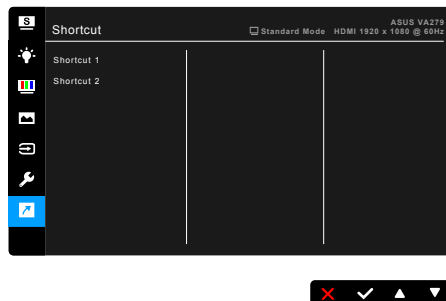 S
ASUS VA279
Shortcut
Standard Mode HDMI 1920 x 1080 @ 60Hz
Shortcut 1
Shortcut 2